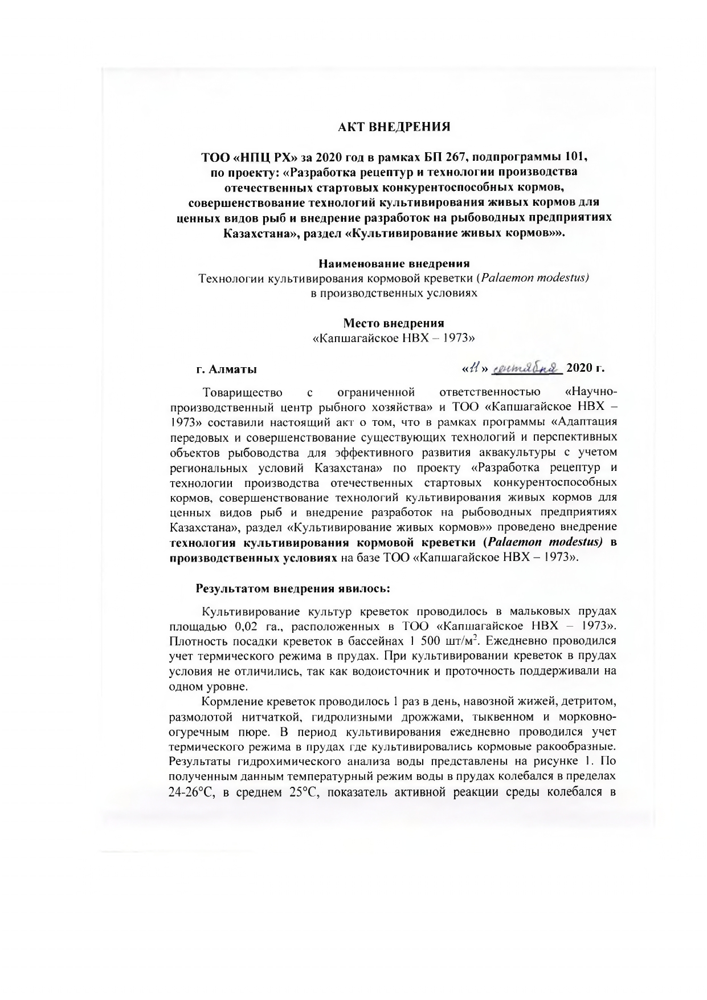 АКТ ВНЕДРЕНИЯ
ТОО «НПЦ РХ» за 2020 год в рамках БП 267, подпрограммы 101,
по проекту: «Разработка рецептур и технологии производства
отечественных стартовых конкурентоспособных кормов,
совершенствование технологий культивирования живых кормов для
ценных видов рыб и внедрение разработок на рыбоводных предприятиях
Казахстана», раздел «Культивирование живых кормов»».
Наименование внедрения
Технологии культивирования кормовой креветки (Palaemon modestus)
в производственных условиях
Место внедрения
«Капшагайское НВХ – 1973»
г. Алматы «11» сентября 2020 г.
Товарищество с ограниченной ответственностью «Научно-
производственный центр рыбного хозяйства» и ТОО «Капшагайское НВХ –
1973» составили настоящий акт о том, что в рамках программы «Адаптация
передовых и совершенствование существующих технологий и перспективных
объектов рыбоводства для эффективного развития аквакультуры с учетом
региональных условий Казахстана» по проекту «Разработка рецептур и
технологии производства отечественных стартовых конкурентоспособных
кормов, совершенствование технологий культивирования живых кормов для
ценных видов рыб и внедрение разработок на рыбоводных предприятиях
Казахстана», раздел «Культивирование живых кормов»» проведено внедрение
технология культивирования кормовой креветки (Palaemon modestus) в
производственных условиях на базе ТОО «Капшагайское НВХ – 1973».
Результатом внедрения явилось:
Культивирование культур креветок проводилось в мальковых прудах
площадью 0,02 га., расположенных в ТОО «Капшагайское НВХ – 1973».
Плотность посадки креветок в бассейнах 1 500 шт/м². Ежедневно проводился
учет термического режима в прудах. При культивировании креветок в прудах
условия не отличились, так как водоисточник и проточность поддерживали на
одном уровне.
Кормление креветок проводилось 1 раз в день, навозной жижей, детритом,
размолотой нитчаткой, гидролизными дрожжами, тыквенном и морковно-
огуречным пюре. В период культивирования ежедневно проводился учет
термического режима в прудах где культивировались кормовые ракообразные.
Результаты гидрохимического анализа воды представлены на рисунке 1. По
полученным данным температурный режим воды в прудах колебался в пределах
24-26°С, в среднем 25°С, показатель активной реакции среды колебался в